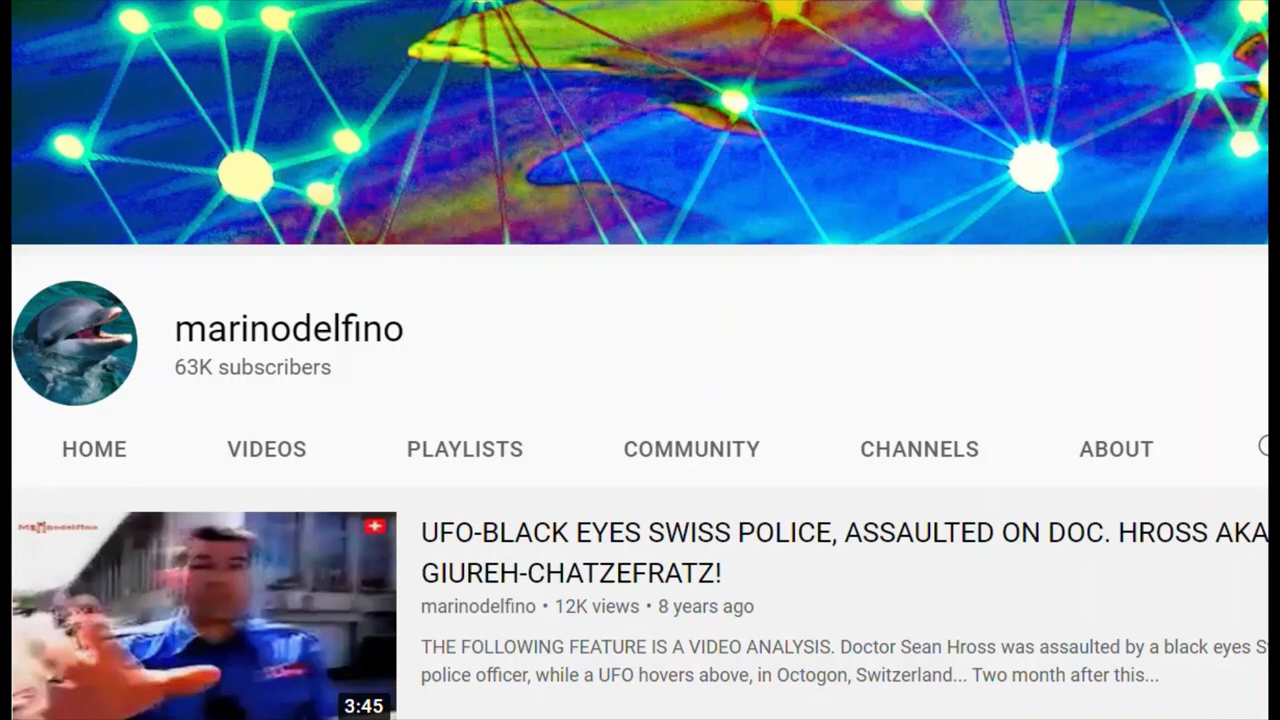 marinodelfino
63K subscribers
HOME VIDEOS PLAYLISTS COMMUNITY CHANNELS ABOUT
Marinodelfino
UFO-BLACK EYES SWISS POLICE, ASSAULTED ON DOC. HROSS AKA
GIUREH-CHATZEFRATZ!
marinodelfino • 12K views • 8 years ago
THE FOLLOWING FEATURE IS A VIDEO ANALYSIS. Doctor Sean Hross was assaulted by a black eyes
police officer, while a UFO hovers above, in Octogon, Switzerland... Two month after this...
3:45